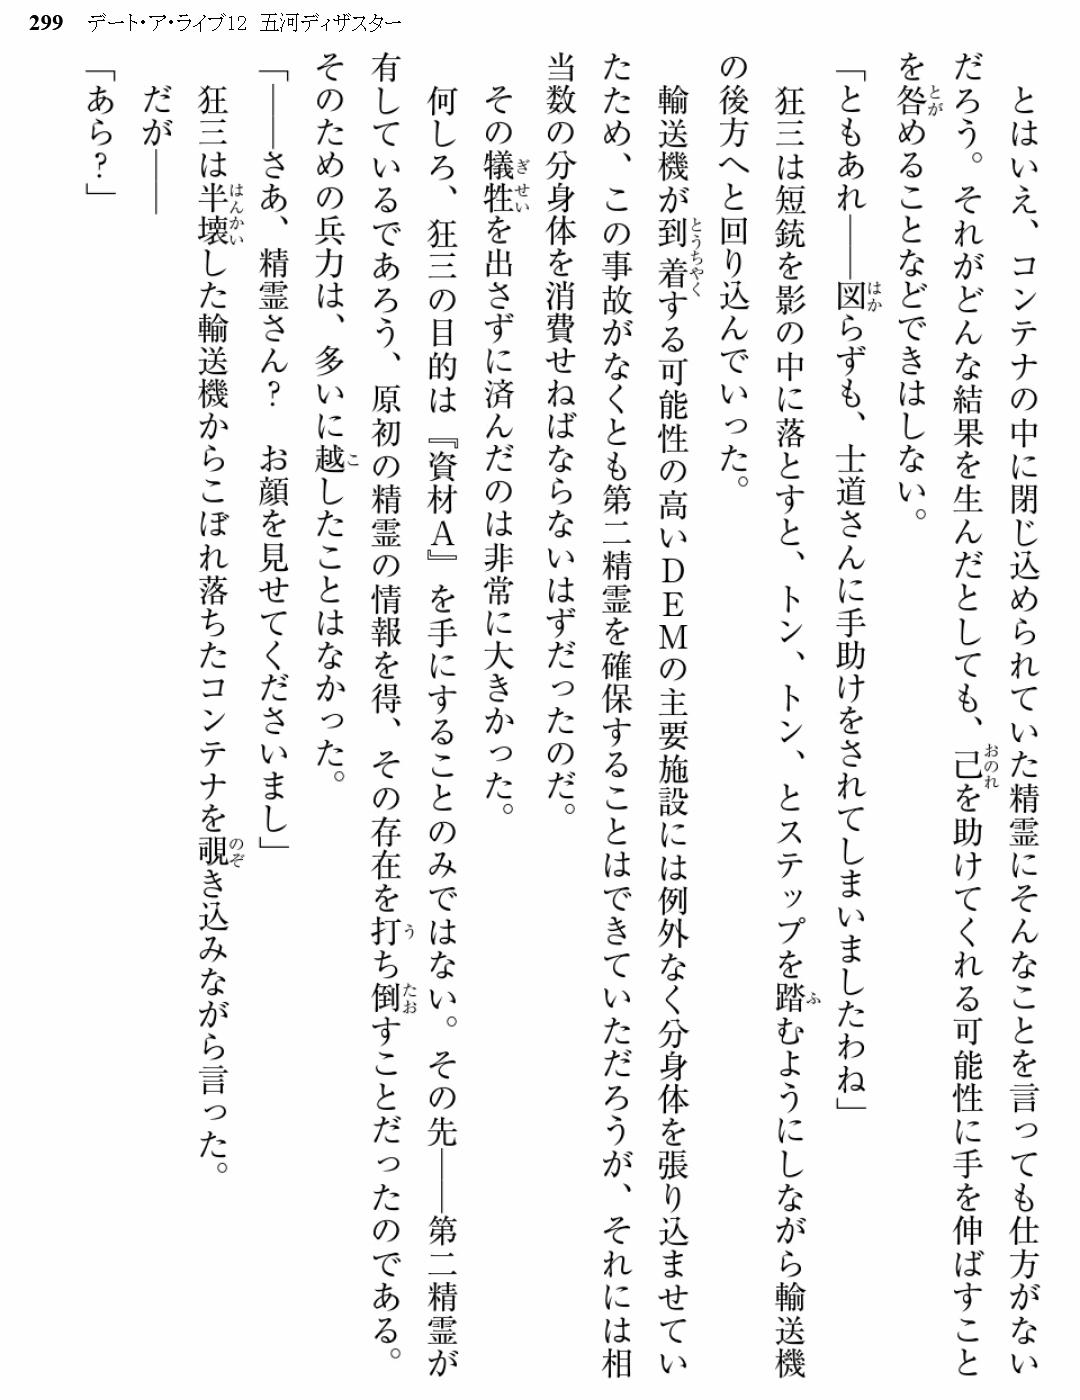 299 デート・ア・ライブ12 五河ディザスター
　とはいえ、コンテナの中に閉じ込められていた精霊にそんなことを言っても仕方がない
だろう。それがどんな結果を生んだとしても、己を助けてくれる可能性に手を伸ばすこと
を咎めることなどできはしない。
「ともあれ――図らずも、士道さんに手助けをされてしまいましたわね」
　狂三は短銃を影の中に落とすと、トン、トン、とステップを踏むようにしながら輸送機
の後方へと回り込んでいった。
　輸送機が到着する可能性の高いＤＥＭの主要施設には例外なく分身体を張り込ませてい
たため、この事故がなくとも第二精霊を確保することはできていただろうが、それには相
当数の分身体を消費せねばならないはずだったのだ。
　その犠牲を出さずに済んだのは非常に大きかった。
　何しろ、狂三の目的は『資材Ａ』を手にすることのみではない。その先――第二精霊が
有しているであろう、原初の精霊の情報を得、その存在を打ち倒すことだったのである。
そのための兵力は、多いに越したことはなかった。
「――さあ、精霊さん？　お顔を見せてくださいまし」
　狂三は半壊した輸送機からこぼれ落ちたコンテナを覗き込みながら言った。
　だが――
「あら？」